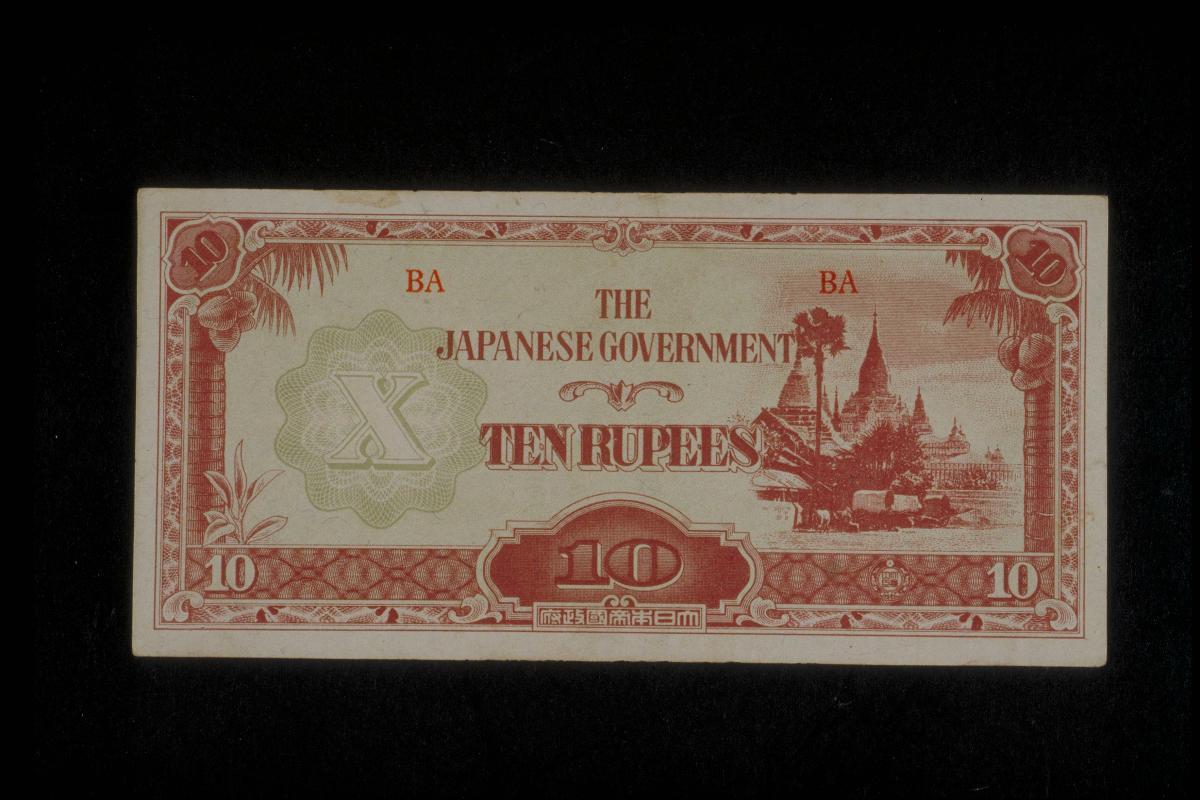 10
10
BA
BA
THE
JAPANESE GOVERNMENT
X
TEN RUPEES
10
10
10
府政國帝本日大